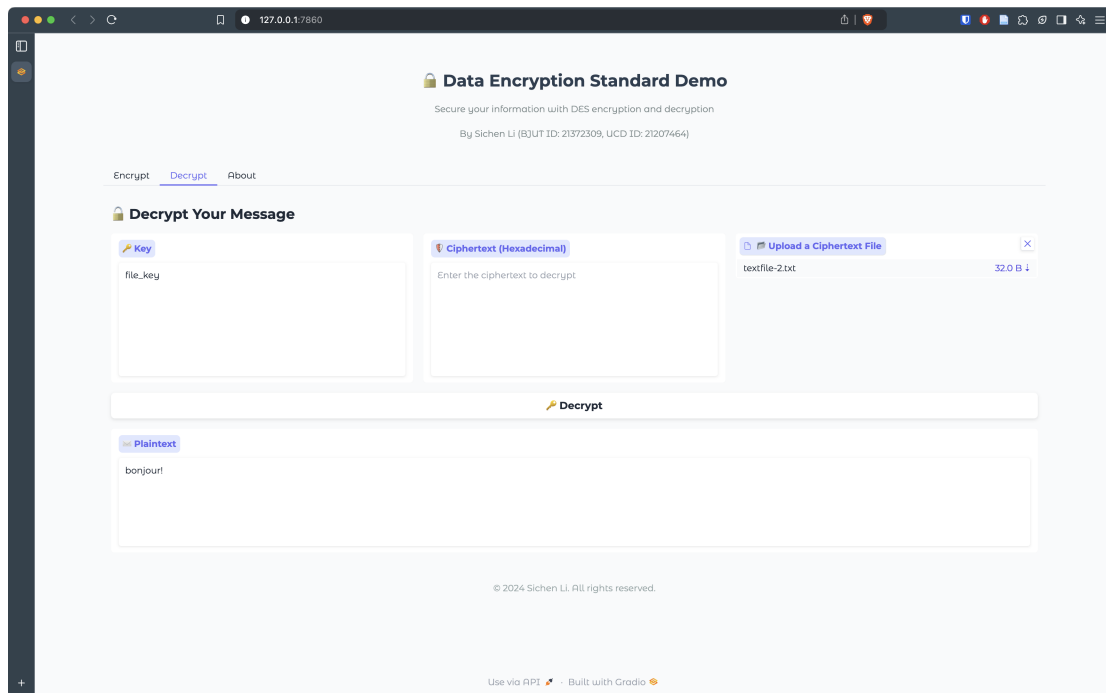 127.0.0.1:7860
Data Encryption Standard Demo
Secure your information with DES encryption and decryption
By Sichen Li (BJUT ID: 21372309, UCD ID: 21207464)
Encrypt Decrypt About
Decrypt Your Message
Key
file_key
Ciphertext (Hexadecimal)
Enter the ciphertext to decrypt
Upload a Ciphertext File
textfile-2.txt 32.0 B ↓
Decrypt
Plaintext
bonjour!
© 2024 Sichen Li. All rights reserved.
Use via API · Built with Gradio